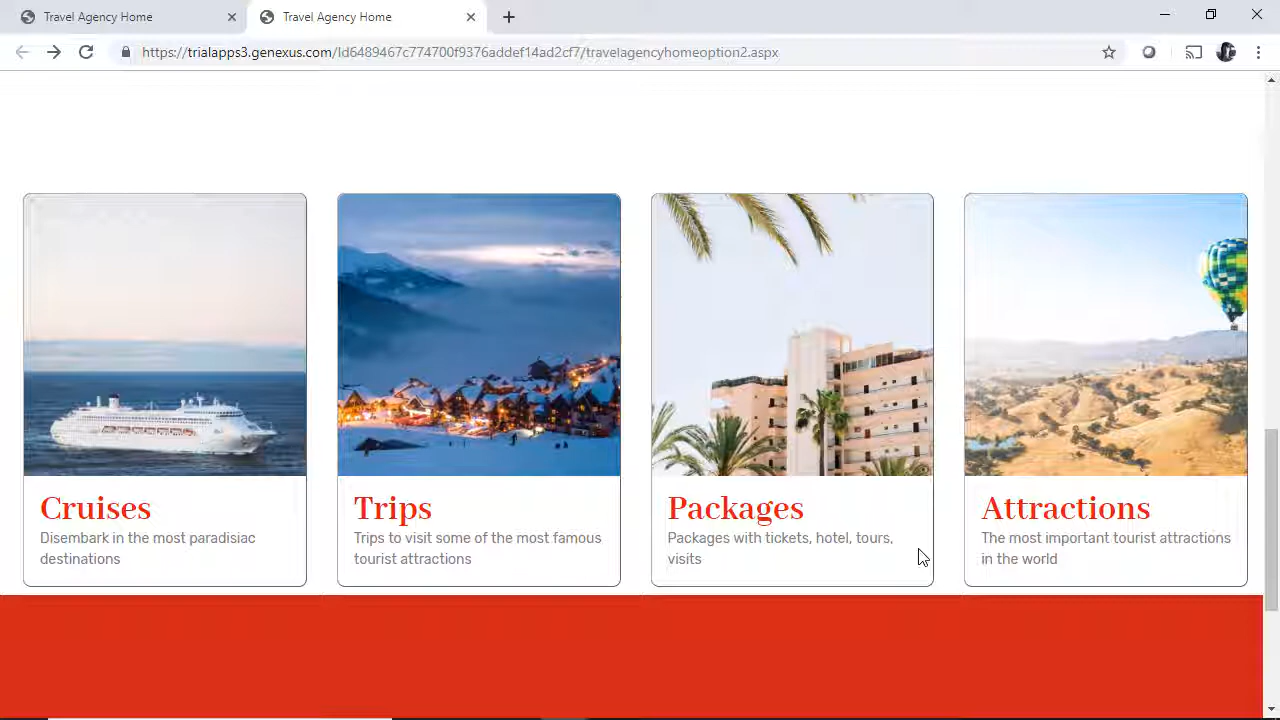 Travel Agency Home
Travel Agency Home
https://trialapps3.genexus.com/Id6489467c77470f9376addef14ad2cf7/travelagencyhomeoption2.aspx
Cruises
Disembark in the most paradisiac
destinations
Trips
Trips to visit some of the most famous
tourist attractions
Packages
Packages with tickets, hotel, tours,
visits
Attractions
The most important tourist attractions
in the world